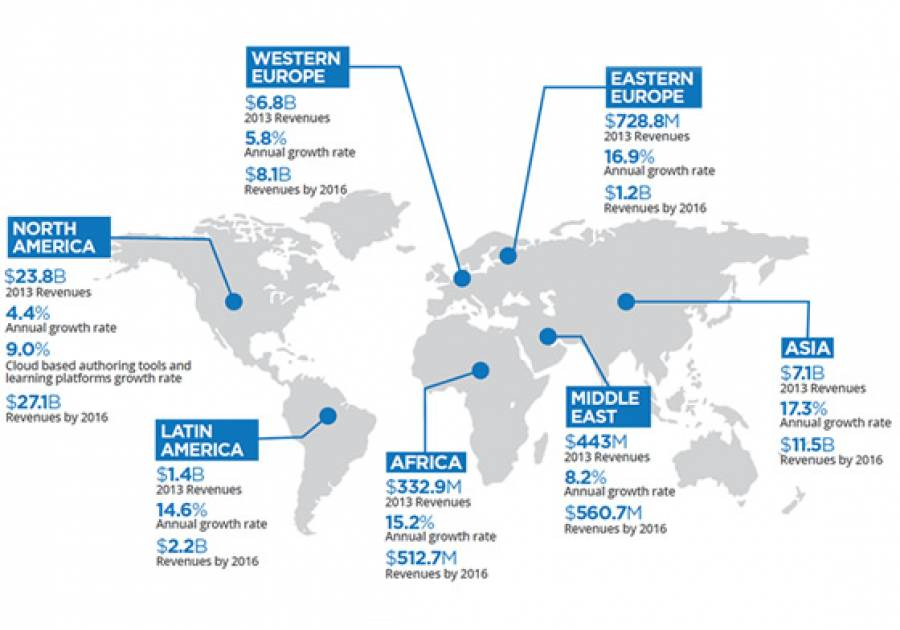 WESTERN
EUROPE
$6.8B
2013 Revenues
5.8%
Annual growth rate
$8.1B
Revenues by 2016
EASTERN
EUROPE
$728.8M
2013 Revenues
16.9%
Annual growth rate
$1.2B
Revenues by 2016
NORTH
AMERICA
$23.8B
2013 Revenues
4.4%
Annual growth rate
9.0%
Cloud based authoring tools and
learning platforms growth rate
$27.1B
Revenues by 2016
LATIN
AMERICA
$1.4B
2013 Revenues
14.6%
Annual growth rate
$2.2B
Revenues by 2016
AFRICA
$332.9M
2013 Revenues
15.2%
Annual growth rate
$512.7M
Revenues by 2016
MIDDLE
EAST
$443M
2013 Revenues
8.2%
Annual growth rate
$560.7M
Revenues by 2016
ASIA
$7.1B
2013 Revenues
17.3%
Annual growth rate
$11.5B
Revenues by 2016